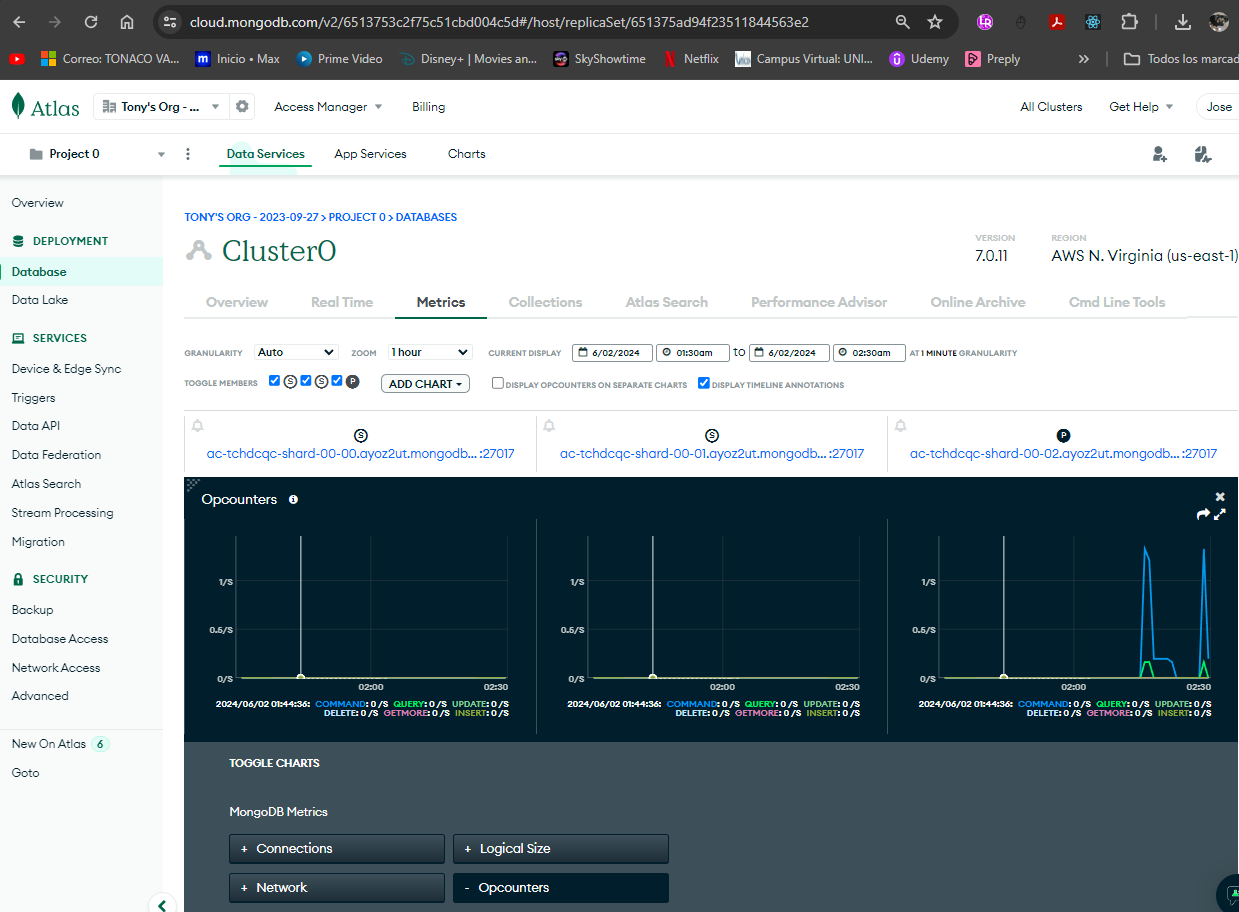 cloud.mongodb.com/v2/6513753c2f75c51cbd004c5d#/host/replicaSet/651375ad94f23511844563e2
Correo: TONACO VA... Inicio • Max Prime Video Disney+ | Movies an... SkyShowtime Netflix Campus Virtual: UNI... Udemy Preply » Todos los marcad
Atlas Tony's Org - ... Access Manager Billing All Clusters Get Help Jose
Project 0 Data Services App Services Charts
Overview
DEPLOYMENT
Database
Data Lake
SERVICES
Device & Edge Sync
Triggers
Data API
Data Federation
Atlas Search
Stream Processing
Migration
SECURITY
Backup
Database Access
Network Access
Advanced
New On Atlas 6
Goto
TONY'S ORG - 2023-09-27 > PROJECT 0 > DATABASES
Cluster0
VERSION
7.0.11
REGION
AWS N. Virginia (us-east-1)
Overview Real Time Metrics Collections Atlas Search Performance Advisor Online Archive Cmd Line Tools
GRANULARITY Auto ZOOM 1 hour CURRENT DISPLAY 6/02/2024 01:30am to 6/02/2024 02:30am AT 1 MINUTE GRANULARITY
TOGGLE MEMBERS S S P ADD CHART DISPLAY OPCOUNTERS ON SEPARATE CHARTS DISPLAY TIMELINE ANNOTATIONS
S S P
ac-tchdcqc-shard-00-00.ayoz2ut.mongodb... :27017 ac-tchdcqc-shard-00-01.ayoz2ut.mongodb... :27017 ac-tchdcqc-shard-00-02.ayoz2ut.mongodb... :27017
Opcounters
1/S 1/S 1/S
0.5/S 0.5/S 0.5/S
0/S 0/S 0/S
02:00 02:30 02:00 02:30 02:00 02:30
2024/06/02 01:44:36: COMMAND: 0 /S QUERY: 0 /S UPDATE: 0 /S 2024/06/02 01:44:36: COMMAND: 0 /S QUERY: 0 /S UPDATE: 0 /S 2024/06/02 01:44:36: COMMAND: 0 /S QUERY: 0 /S UPDATE: 0 /S
DELETE: 0 /S GETMORE: 0 /S INSERT: 0 /S DELETE: 0 /S GETMORE: 0 /S INSERT: 0 /S DELETE: 0 /S GETMORE: 0 /S INSERT: 0 /S
TOGGLE CHARTS
MongoDB Metrics
+ Connections + Logical Size
+ Network - Opcounters